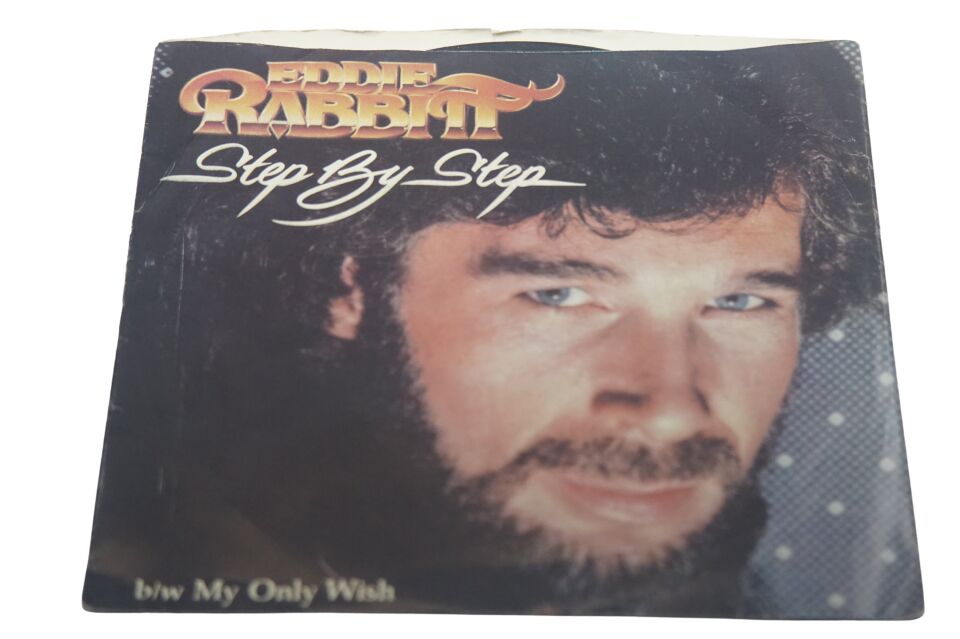 EDDIE
RABBITT
Step By Step
b/w My Only Wish